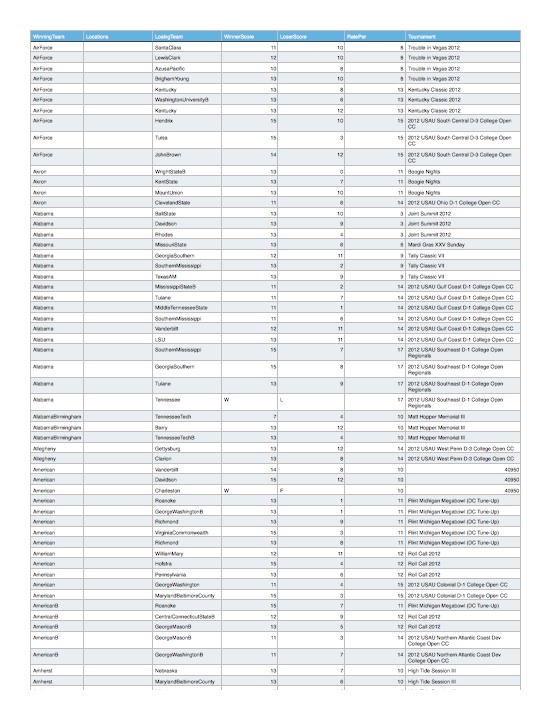 WinningTeam Locations LosingTeam WinnerScore LoserScore RatePer Tournament
AirForce SantaClara 11 10 8 Trouble in Vegas 2012
AirForce LewisClark 12 10 8 Trouble in Vegas 2012
AirForce AzusaPacific 10 8 8 Trouble in Vegas 2012
AirForce BrighamYoung 13 10 8 Trouble in Vegas 2012
AirForce Kentucky 13 8 13 Kentucky Classic 2012
AirForce WashingtonUniversityB 13 6 13 Kentucky Classic 2012
AirForce Kentucky 13 12 13 Kentucky Classic 2012
AirForce Hendrix 15 10 15 2012 USAU South Central D-3 College Open
CC
AirForce Tulsa 15 3 15 2012 USAU South Central D-3 College Open
CC
AirForce JohnBrown 14 12 15 2012 USAU South Central D-3 College Open
CC
Akron WrightStateB 13 0 11 Boogie Nights
Akron KentState 13 7 11 Boogie Nights
Akron MountUnion 13 10 11 Boogie Nights
Akron ClevelandState 11 8 14 2012 USAU Ohio D-1 College Open CC
Alabama BallState 13 10 3 Joint Summit 2012
Alabama Davidson 13 9 3 Joint Summit 2012
Alabama Rhodes 13 4 3 Joint Summit 2012
Alabama MissouriState 13 8 6 Mardi Gras XXV Sunday
Alabama GeorgiaSouthern 12 11 9 Tally Classic VII
Alabama SouthernMississippi 13 2 9 Tally Classic VII
Alabama TexasAM 13 9 9 Tally Classic VII
Alabama MississippiStateB 11 2 14 2012 USAU Gulf Coast D-1 College Open CC
Alabama Tulane 11 7 14 2012 USAU Gulf Coast D-1 College Open CC
Alabama MiddleTennesseeState 11 1 14 2012 USAU Gulf Coast D-1 College Open CC
Alabama SouthernMississippi 11 6 14 2012 USAU Gulf Coast D-1 College Open CC
Alabama Vanderbilt 12 11 14 2012 USAU Gulf Coast D-1 College Open CC
Alabama LSU 13 11 14 2012 USAU Gulf Coast D-1 College Open CC
Alabama SouthernMississippi 15 7 17 2012 USAU Southeast D-1 College Open
Regionals
Alabama GeorgiaSouthern 15 8 17 2012 USAU Southeast D-1 College Open
Regionals
Alabama Tulane 13 9 17 2012 USAU Southeast D-1 College Open
Regionals
Alabama Tennessee W L 17 2012 USAU Southeast D-1 College Open
Regionals
AlabamaBirmingham TennesseeTech 7 4 10 Matt Hopper Memorial III
AlabamaBirmingham Berry 13 12 10 Matt Hopper Memorial III
AlabamaBirmingham TennesseeTechB 13 4 10 Matt Hopper Memorial III
Allegheny Gettysburg 13 12 14 2012 USAU West Penn D-3 College Open CC
Allegheny Clarion 13 8 14 2012 USAU West Penn D-3 College Open CC
American Vanderbilt 14 8 10 40950
American Davidson 15 12 10 40950
American Charleston W F 10 40950
American Roanoke 13 1 11 Flint Michigan Megabowl (DC Tune-Up)
American GeorgeWashingtonB 13 1 11 Flint Michigan Megabowl (DC Tune-Up)
American Richmond 13 9 11 Flint Michigan Megabowl (DC Tune-Up)
American VirginiaCommonwealth 15 3 11 Flint Michigan Megabowl (DC Tune-Up)
American Richmond 13 8 11 Flint Michigan Megabowl (DC Tune-Up)
American WilliamMary 12 11 12 Roll Call 2012
American Hofstra 15 4 12 Roll Call 2012
American Pennsylvania 13 6 12 Roll Call 2012
American GeorgeWashington 11 4 15 2012 USAU Colonial D-1 College Open CC
American MarylandBaltimoreCounty 15 3 15 2012 USAU Colonial D-1 College Open CC
AmericanB Roanoke 15 7 11 Flint Michigan Megabowl (DC Tune-Up)
AmericanB CentralConnecticutStateB 12 9 12 Roll Call 2012
AmericanB GeorgeMasonB 13 5 12 Roll Call 2012
AmericanB GeorgeMasonB 11 3 14 2012 USAU Northern Atlantic Coast Dev
College Open CC
AmericanB GeorgeWashingtonB 11 7 14 2012 USAU Northern Atlantic Coast Dev
College Open CC
Amherst Nebraska 13 7 10 High Tide Session III
Amherst MarylandBaltimoreCounty 13 6 10 High Tide Session III